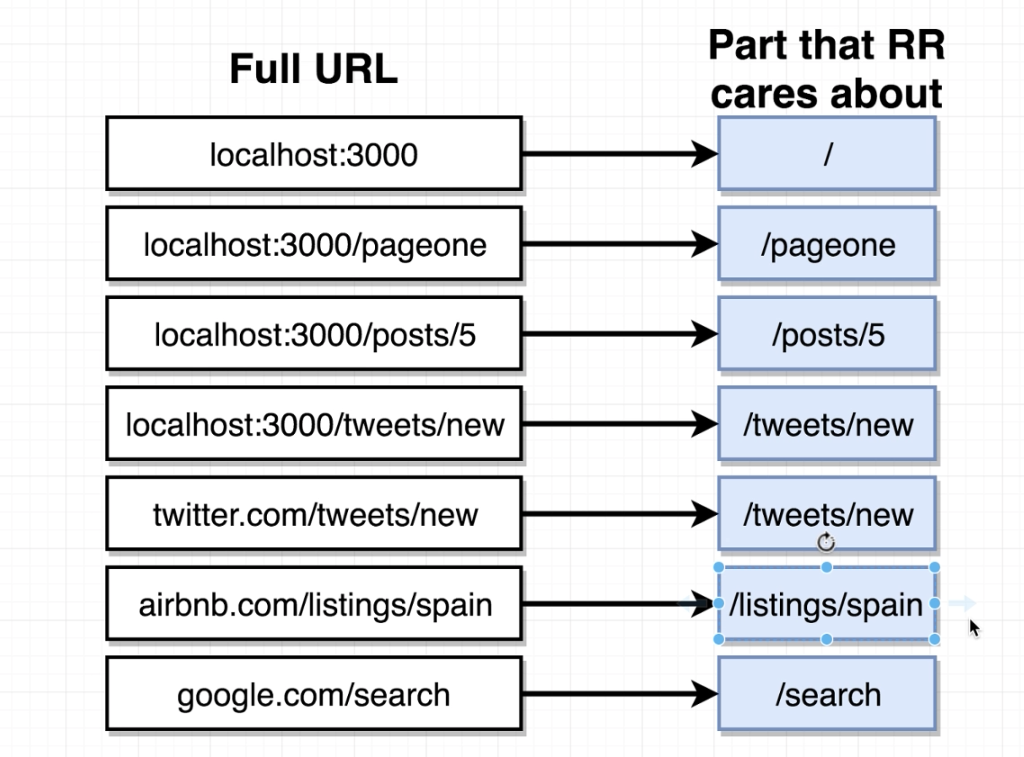 Full URL
Part that RR
cares about
localhost:3000
/
localhost:3000/pageone
/pageone
localhost:3000/posts/5
/posts/5
localhost:3000/tweets/new
/tweets/new
twitter.com/tweets/new
/tweets/new
airbnb.com/listings/spain
/listings/spain
google.com/search
/search